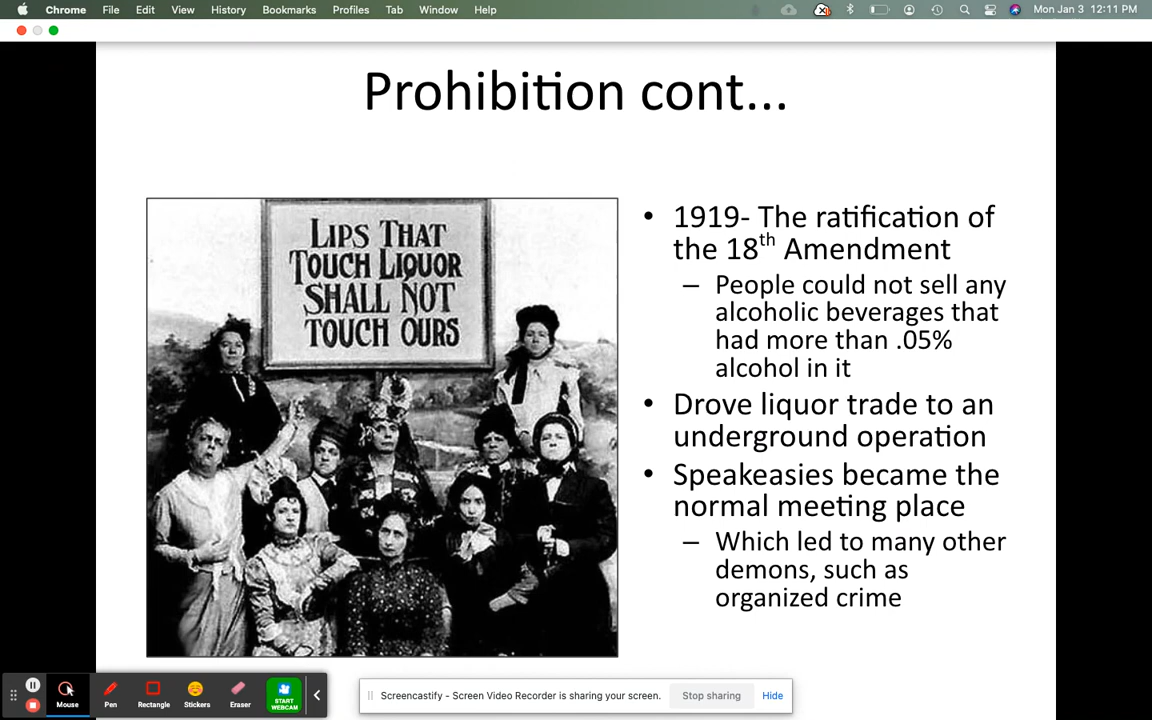 Chrome File Edit View History Bookmarks Profiles Tab Window Help Mon Jan 3 12:11 PM
Prohibition cont...
LIPS THAT
TOUCH LIQUOR
SHALL NOT
TOUCH OURS
• 1919- The ratification of
the 18th Amendment
– People could not sell any
alcoholic beverages that
had more than .05%
alcohol in it
• Drove liquor trade to an
underground operation
• Speakeasies became the
normal meeting place
– Which led to many other
demons, such as
organized crime
Mouse Pen Rectangle Stickers Eraser START
WEBCAM
Screencastify - Screen Video Recorder is sharing your screen. Stop sharing Hide